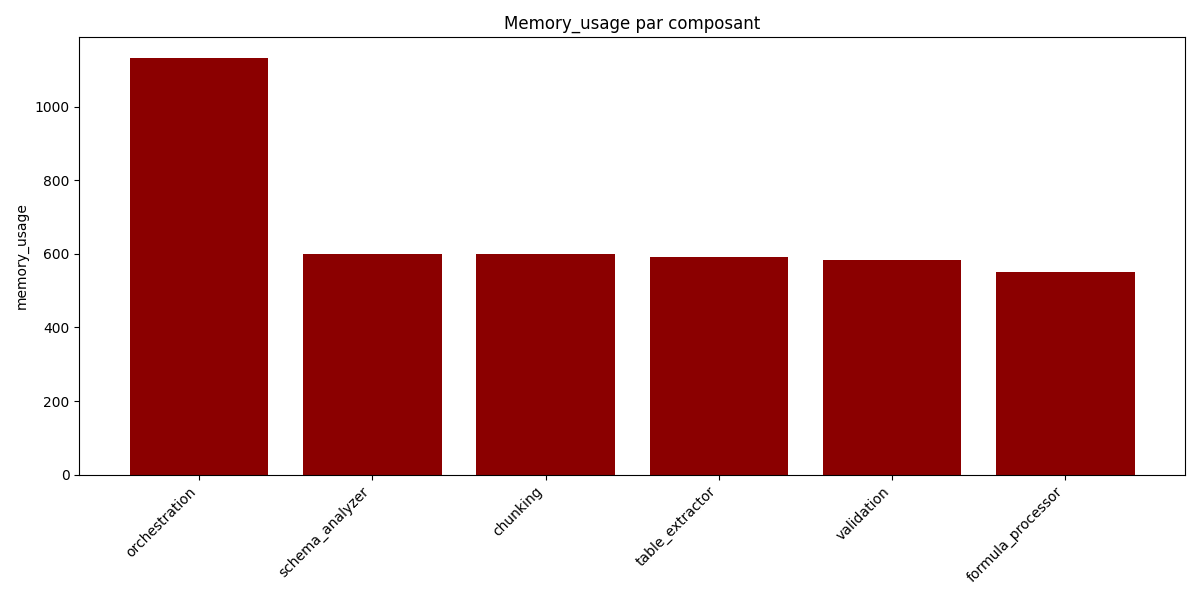 Memory_usage par composant
memory_usage
1000
800
600
400
200
0
orchestration
schema_analyzer
chunking
table_extractor
validation
formula_processor